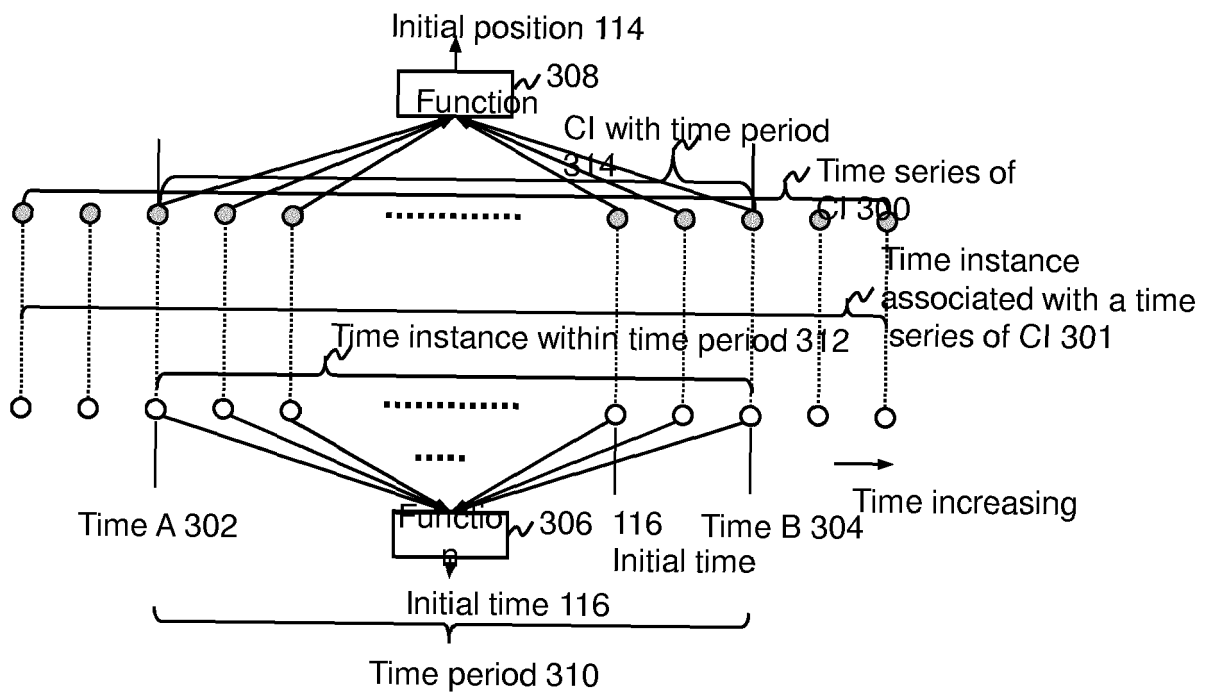 Initial position 114
308
Function
CI with time period
314
Time series of
CI 300
Time instance
associated with a time
series of CI 301
Time instance within time period 312
Time increasing
Time A 302
Functio
n
306
116
Initial time
Time B 304
Initial time 116
Time period 310